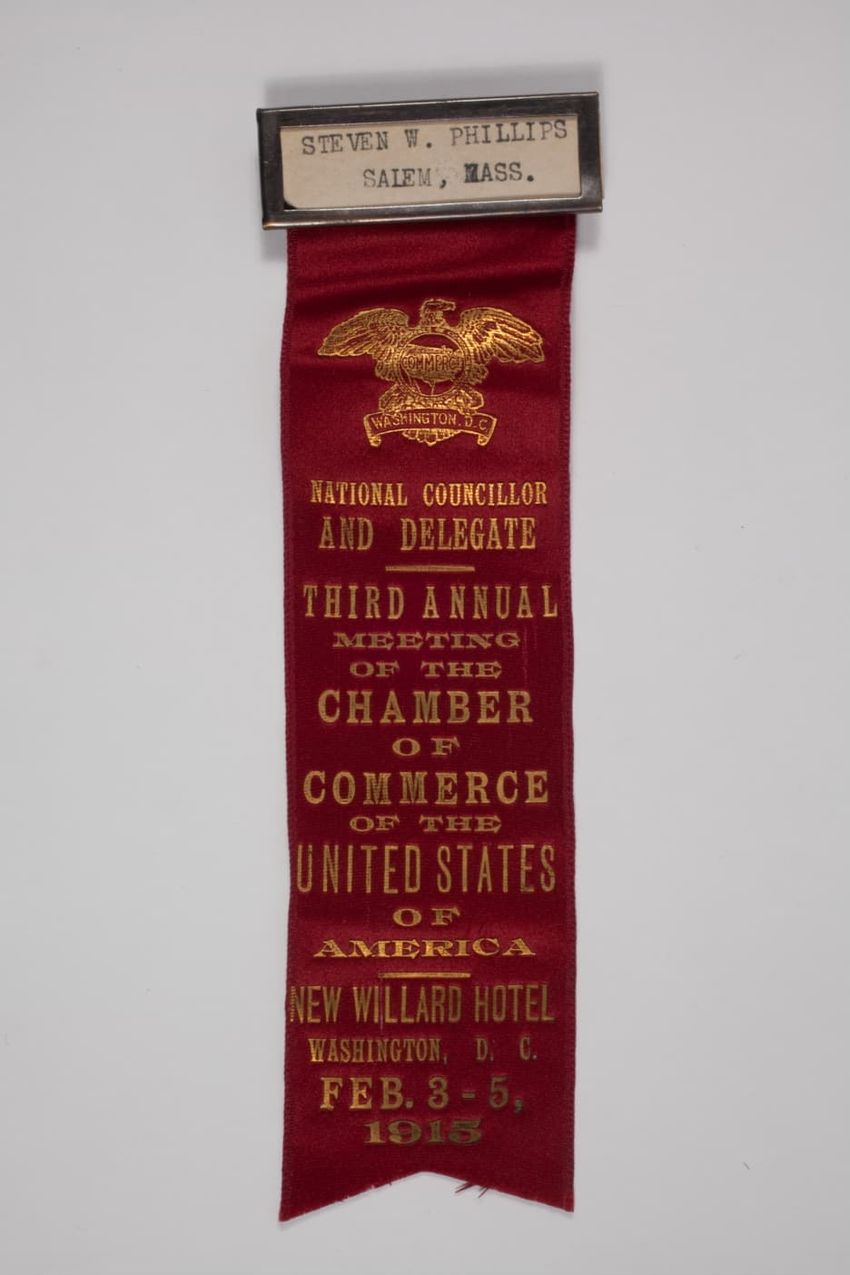 STEVEN W. PHILLIPS
SALEM, MASS.
COMMERCE
WASHINGTON, D.C.
NATIONAL COUNCILLOR
AND DELEGATE
THIRD ANNUAL
MEETING
OF THE
CHAMBER
OF
COMMERCE
OF THE
UNITED STATES
OF
AMERICA
NEW WILLARD HOTEL
WASHINGTON, D. C.
FEB. 3-5,
1915